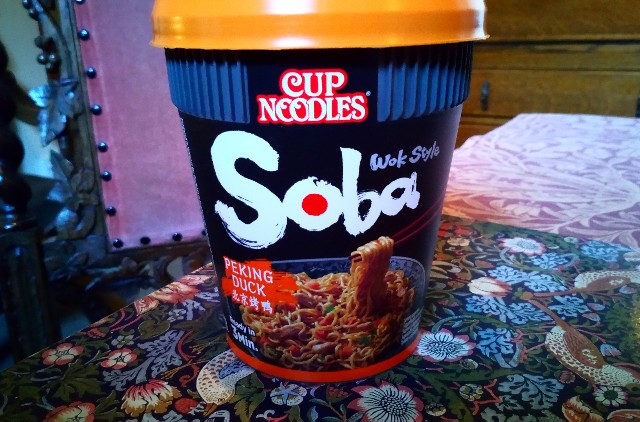 CUP
NOODLES
Wok Style
Soba
PEKING
DUCK
北京烤鸭
Ready in
3Min.